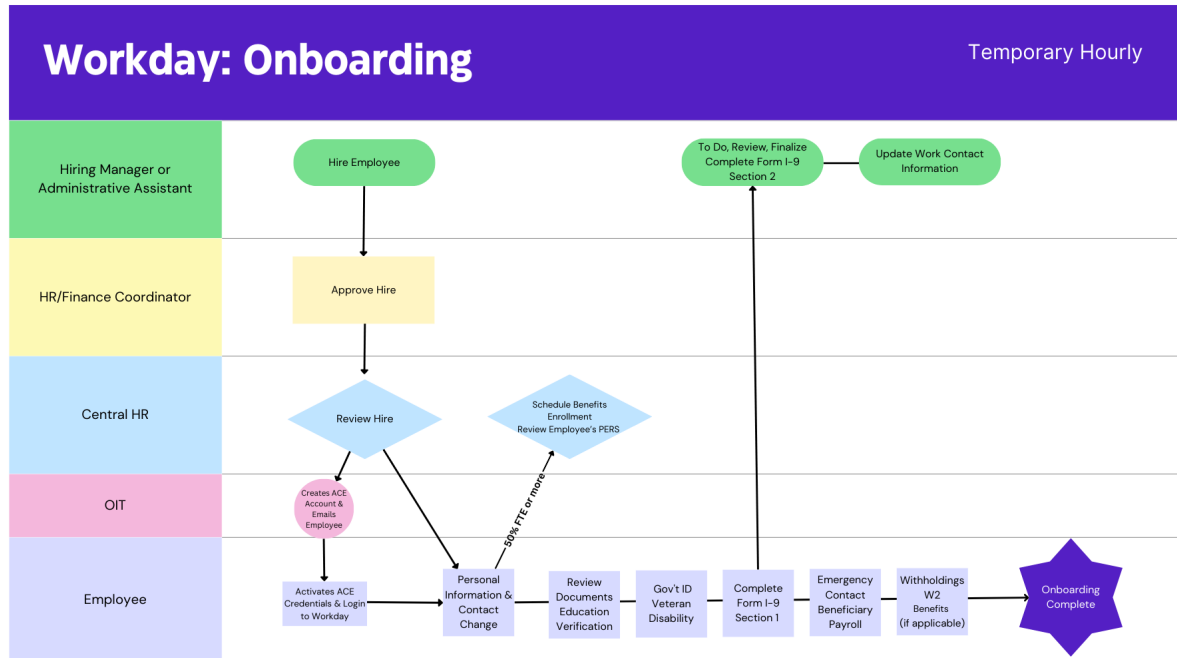 Workday: Onboarding
Temporary Hourly
Hiring Manager or
Administrative Assistant
Hire Employee
To Do, Review, Finalize
Complete Form I-9
Section 2
Update Work Contact
Information
HR/Finance Coordinator
Approve Hire
Central HR
Review Hire
Schedule Benefits
Enrollment
Review Employee's PERS
OIT
Creates ACE
Account &
Emails
Employee
50% FTE or more
Employee
Activates ACE
Credentials & Login
to Workday
Personal
Information &
Contact
Change
Review
Documents
Education
Verification
Gov't ID
Veteran
Disability
Complete
Form I-9
Section 1
Emergency
Contact
Beneficiary
Payroll
Withholdings
W2
Benefits
(if applicable)
Onboarding
Complete